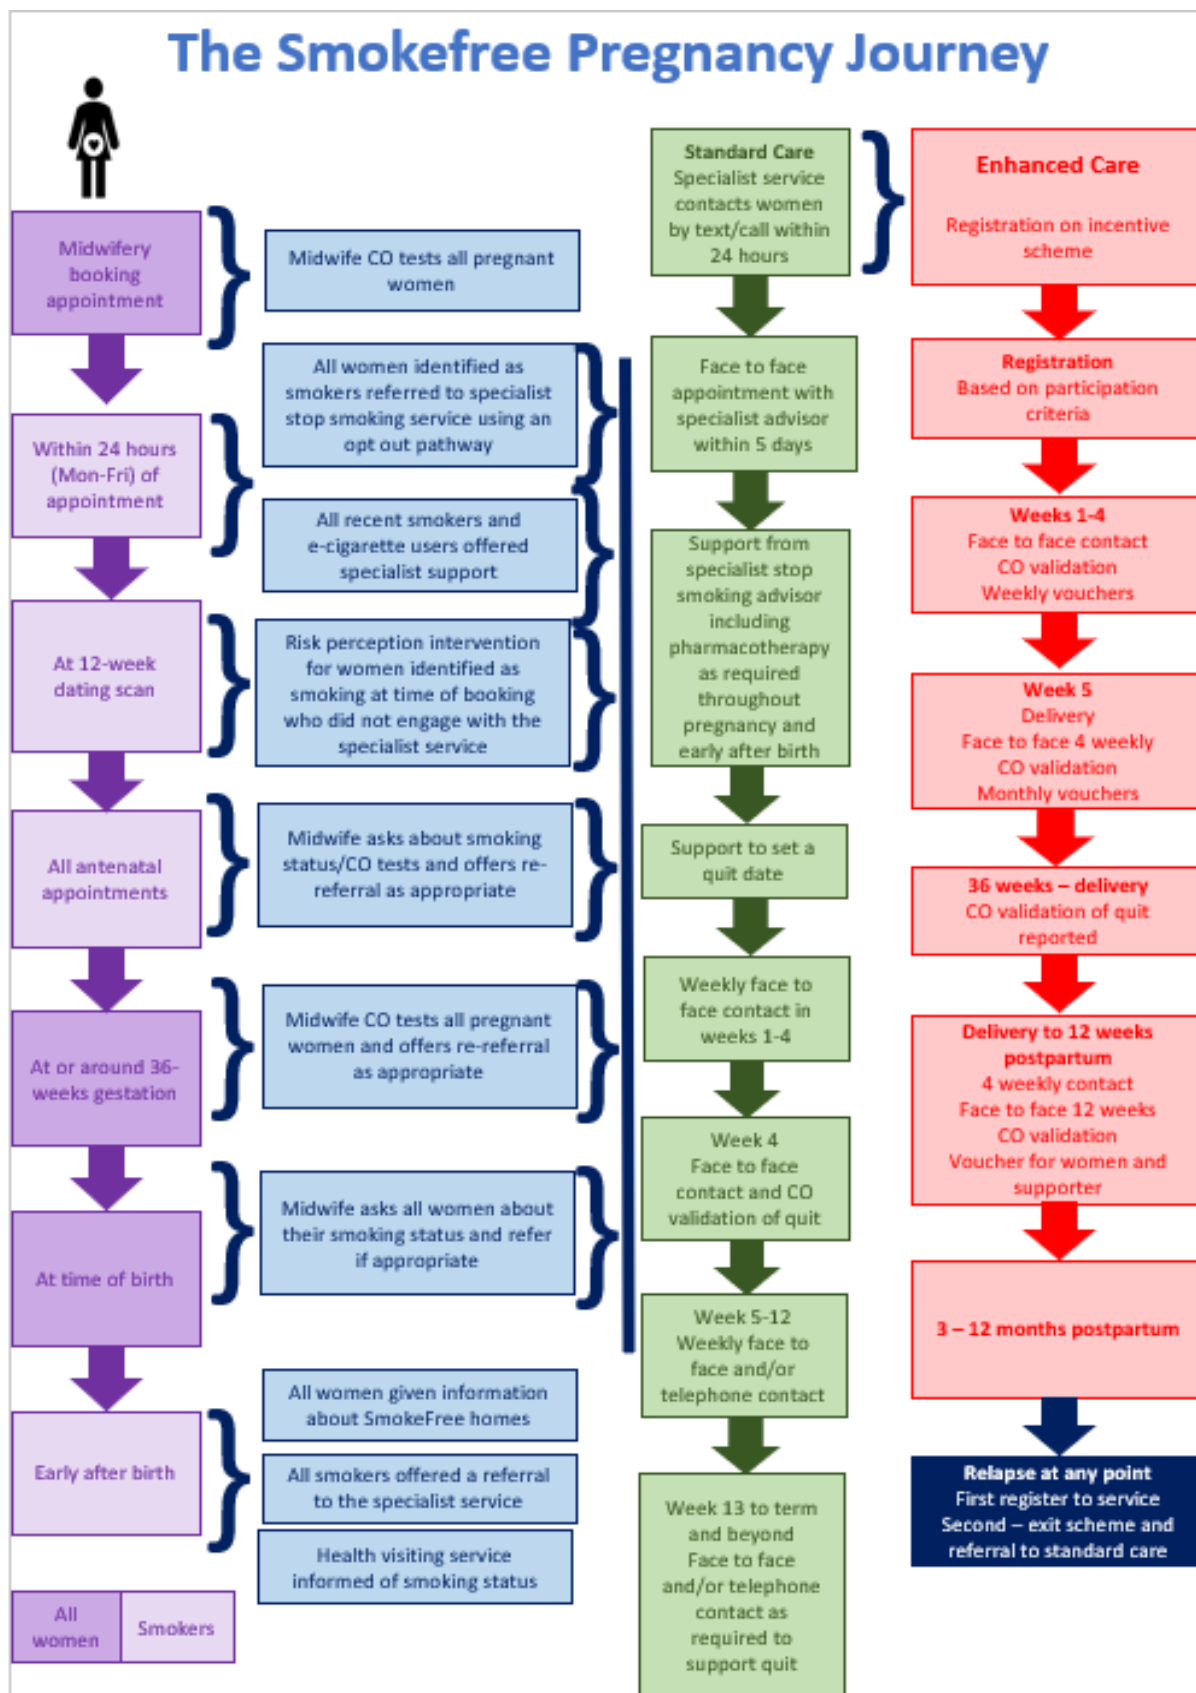 The Smokefree Pregnancy Journey
Midwifery
booking
appointment
Within 24 hours
(Mon-Fri) of
appointment
At 12-week
dating scan
All antenatal
appointments
At or around 36-
weeks gestation
At time of birth
Early after birth
All
women
Smokers
Midwife CO tests all pregnant
women
All women identified as
smokers referred to specialist
stop smoking service using an
opt out pathway
All recent smokers and
e-cigarette users offered
specialist support
Risk perception intervention
for women identified as
smoking at time of booking
who did not engage with the
specialist service
Midwife asks about smoking
status/CO tests and offers re-
referral as appropriate
Midwife CO tests all pregnant
women and offers re-referral
as appropriate
Midwife asks all women about
their smoking status and refer
if appropriate
All women given information
about SmokeFree homes
All smokers offered a referral
to the specialist service
Health visiting service
informed of smoking status
Standard Care
Specialist service
contacts women
by text/call within
24 hours
Face to face
appointment with
specialist advisor
within 5 days
Support from
specialist stop
smoking advisor
including
pharmacotherapy
as required
throughout
pregnancy and
early after birth
Support to set a
quit date
Weekly face to
face contact in
weeks 1-4
Week 4
Face to face
contact and CO
validation of quit
Week 5-12
Weekly face to
face and/or
telephone contact
Week 13 to term
and beyond
Face to face
and/or telephone
contact as
required to
support quit
Enhanced Care
Registration on incentive
scheme
Registration
Based on participation
criteria
Weeks 1-4
Face to face contact
CO validation
Weekly vouchers
Week 5
Delivery
Face to face 4 weekly
CO validation
Monthly vouchers
36 weeks – delivery
CO validation of quit
reported
Delivery to 12 weeks
postpartum
4 weekly contact
Face to face 12 weeks
CO validation
Voucher for women and
supporter
3 – 12 months postpartum
Relapse at any point
First register to service
Second – exit scheme and
referral to standard care